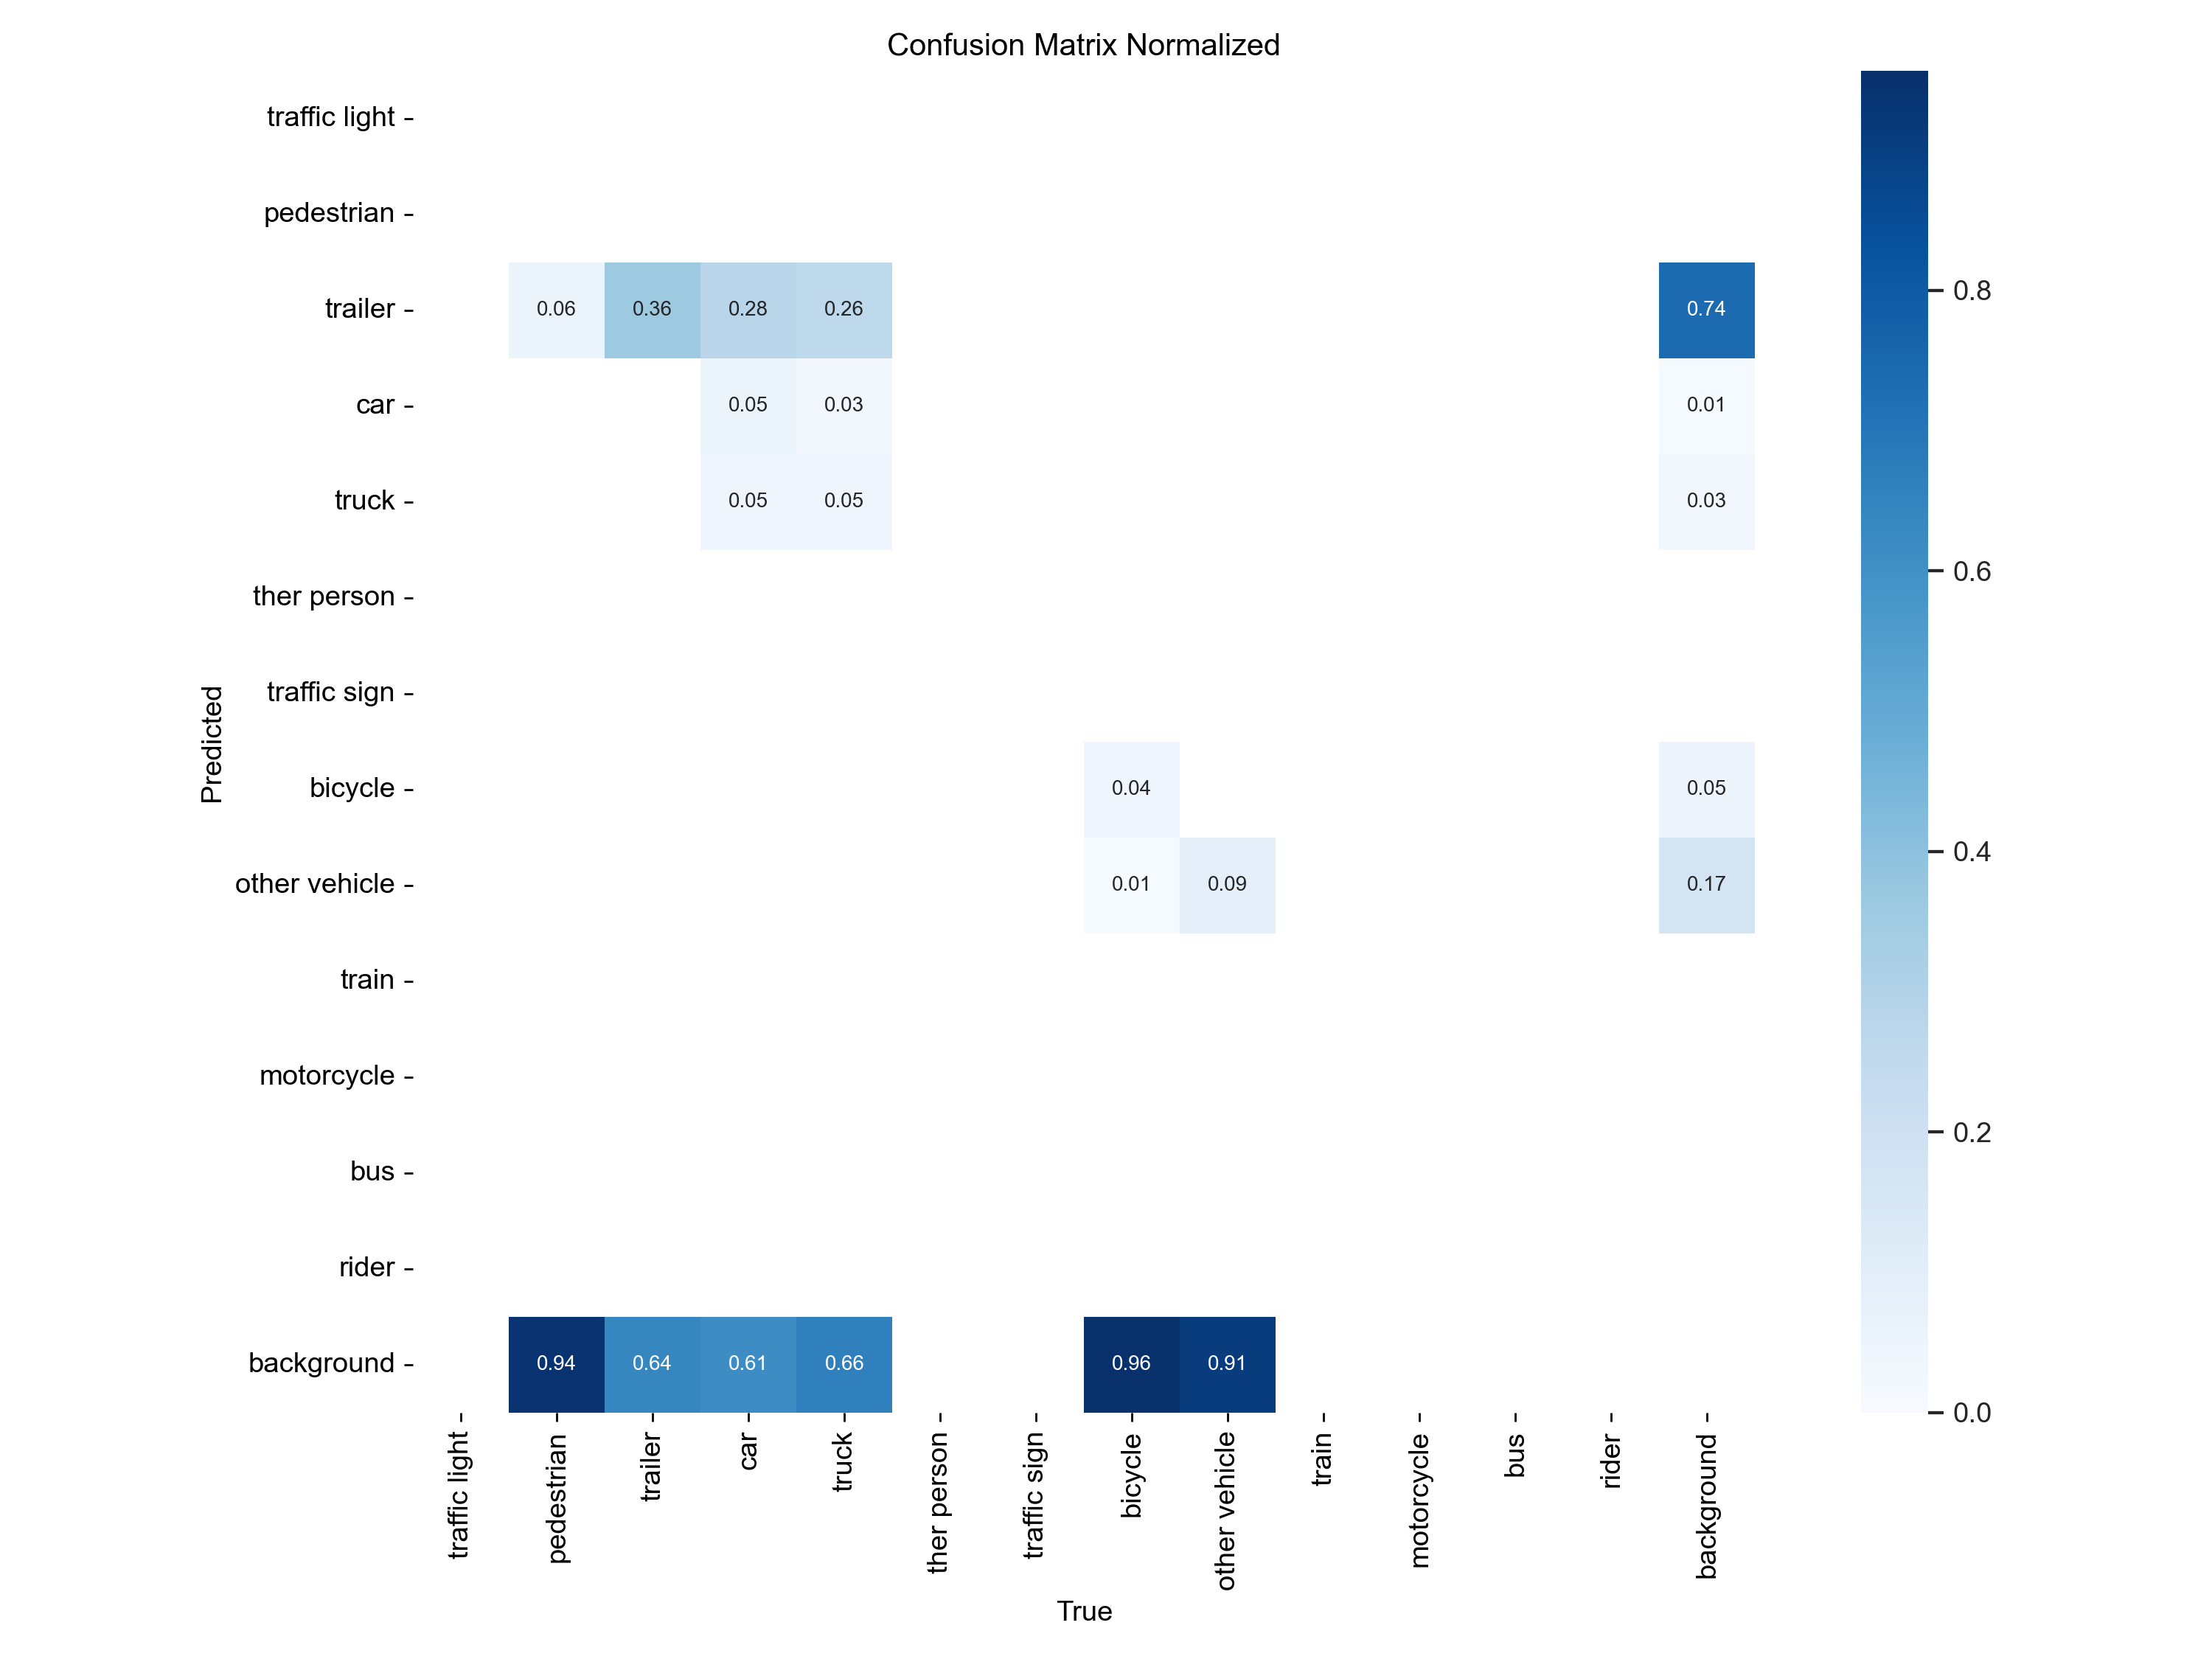 Confusion Matrix Normalized
traffic light
pedestrian
trailer 0.06 0.36 0.28 0.26 0.74
car 0.05 0.03 0.01
truck 0.05 0.05 0.03
ther person
traffic sign
bicycle 0.04 0.05
other vehicle 0.01 0.09 0.17
train
motorcycle
bus
rider
background 0.94 0.64 0.61 0.66 0.96 0.91
Predicted
traffic light
pedestrian
trailer
car
truck
ther person
traffic sign
bicycle
other vehicle
train
motorcycle
bus
rider
background
True
0.8
0.6
0.4
0.2
0.0